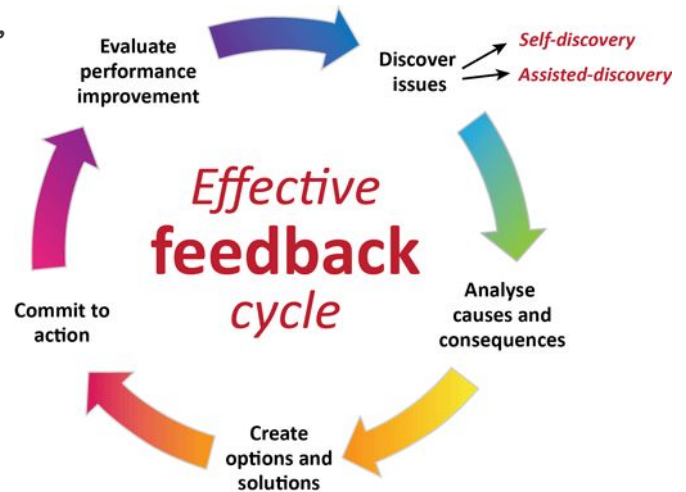 Evaluate
performance
improvement
Discover
issues
Self-discovery
Assisted-discovery
Effective
feedback
cycle
Analyse
causes and
consequences
Create
options and
solutions
Commit to
action